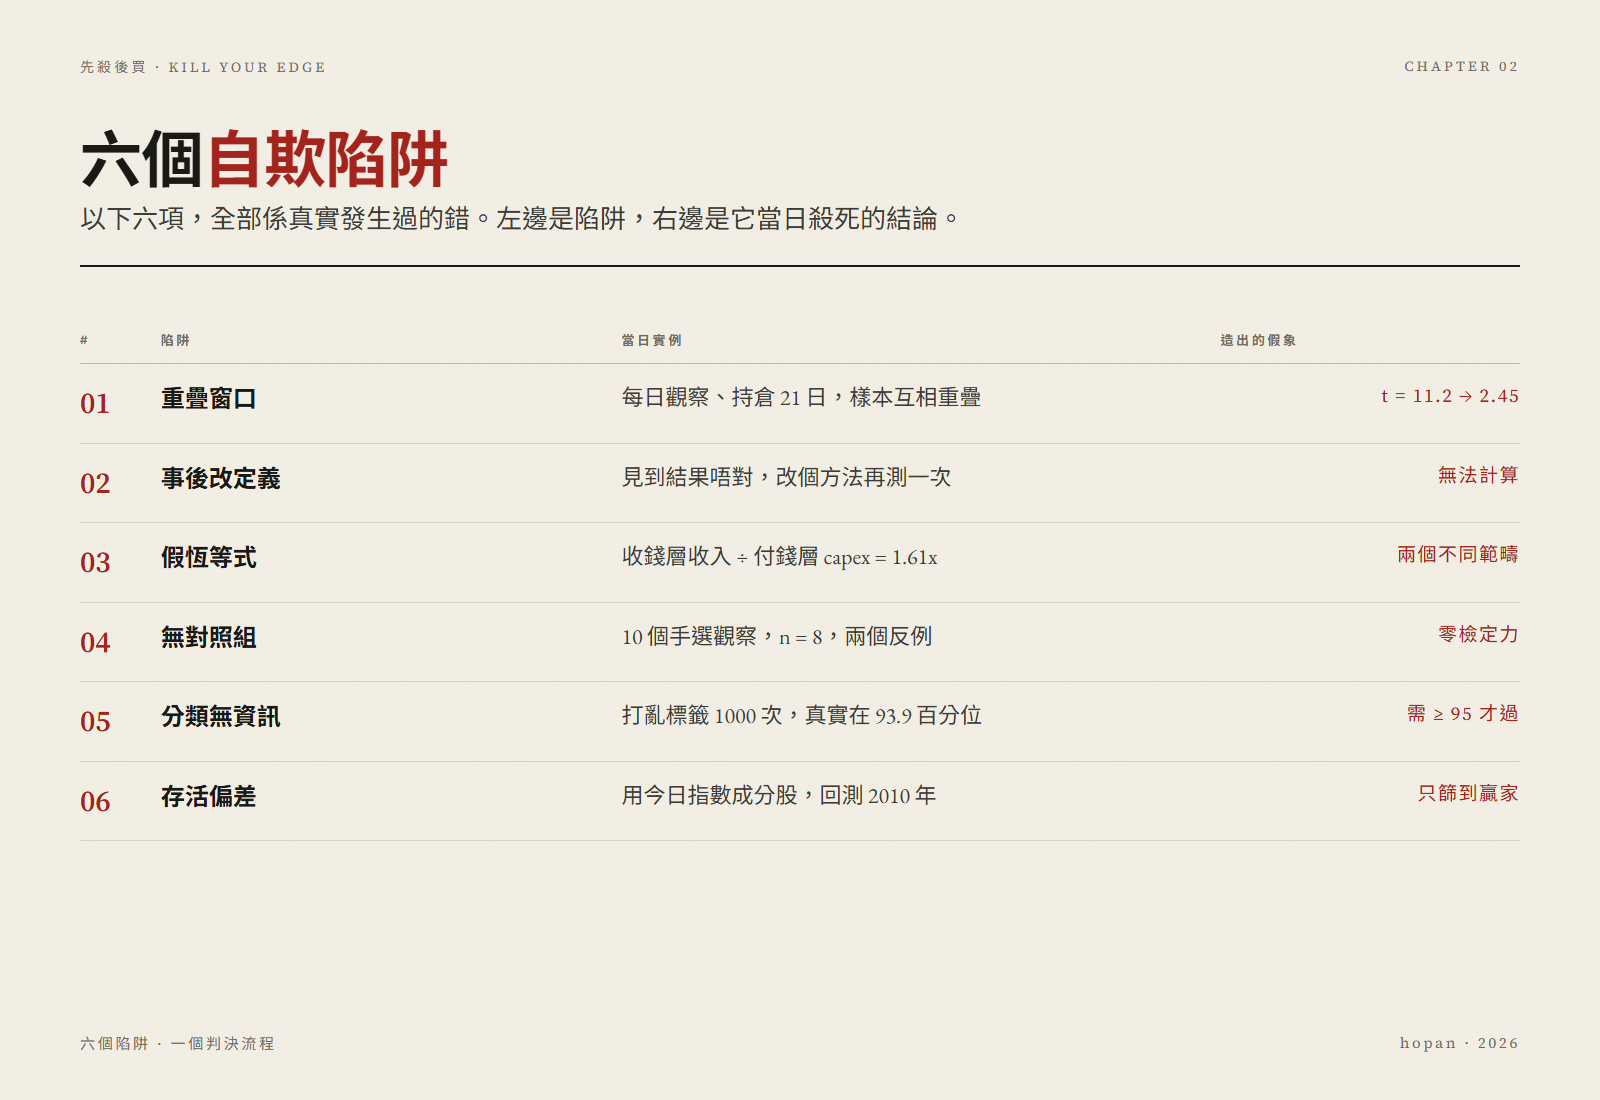 先殺後買 · KILL YOUR EDGE
CHAPTER 02
六個自欺陷阱
以下六項，全部係真實發生過的錯。左邊是陷阱，右邊是它當日殺死的結論。
# 陷阱 當日實例 造出的假象
01 重疊窗口 每日觀察、持倉 21 日，樣本互相重疊 t = 11.2 → 2.45
02 事後改定義 見到結果唔對，改個方法再測一次 無法計算
03 假恆等式 收錢層收入 ÷ 付錢層 capex = 1.61x 兩個不同範疇
04 無對照組 10 個手選觀察，n = 8，兩個反例 零檢定力
05 分類無資訊 打亂標籤 1000 次，真實在 93.9 百分位 需 ≥ 95 才過
06 存活偏差 用今日指數成分股，回測 2010 年 只篩到贏家
六個陷阱 · 一個判決流程
hopan · 2026